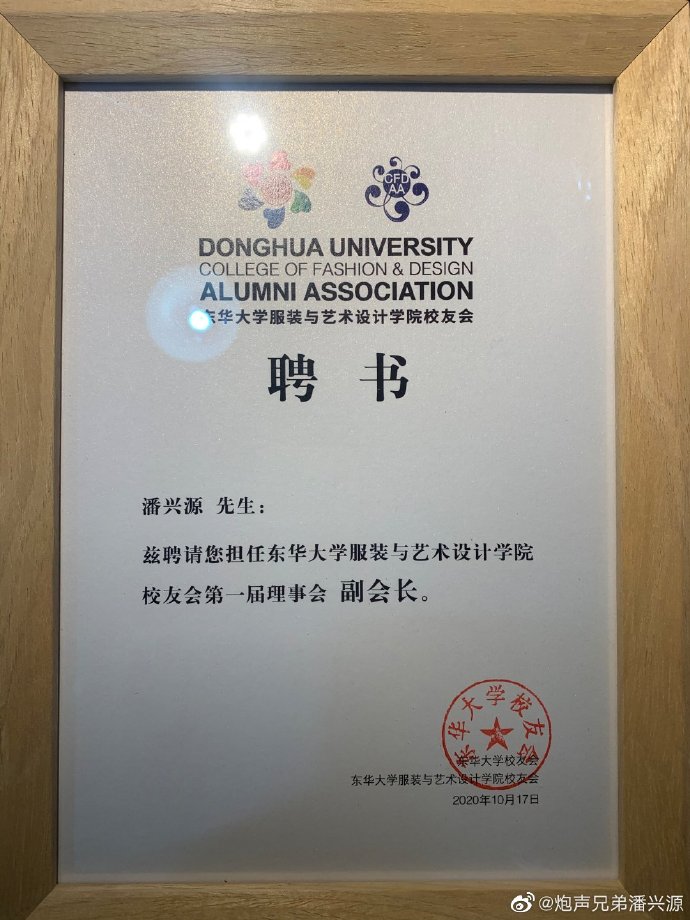 CFD
AA
DONGHUA UNIVERSITY
COLLEGE OF FASHION & DESIGN
ALUMNI ASSOCIATION
东华大学服装与艺术设计学院校友会
聘 书
潘兴源 先生：
兹聘请您担任东华大学服装与艺术设计学院
校友会第一届理事会 副会长。
东华大学校友会
东华大学校友会
东华大学服装与艺术设计学院校友会
2020年10月17日
@炮声兄弟潘兴源